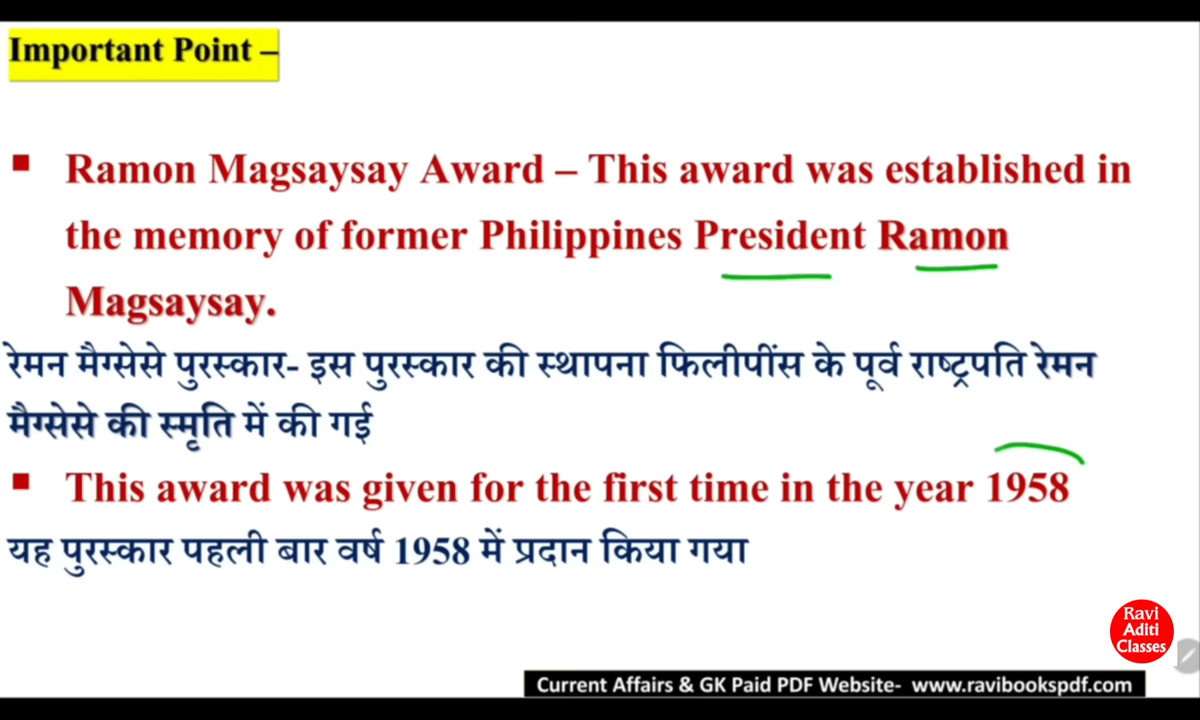 Important Point –
▪ Ramon Magsaysay Award – This award was established in
the memory of former Philippines President Ramon
Magsaysay.
रेमन मैग्सेसे पुरस्कार- इस पुरस्कार की स्थापना फिलीपींस के पूर्व राष्ट्रपति रेमन
मैग्सेसे की स्मृति में की गई
▪ This award was given for the first time in the year 1958
यह पुरस्कार पहली बार वर्ष 1958 में प्रदान किया गया
Ravi
Aditi
Classes
Current Affairs & GK Paid PDF Website- www.ravibookspdf.com